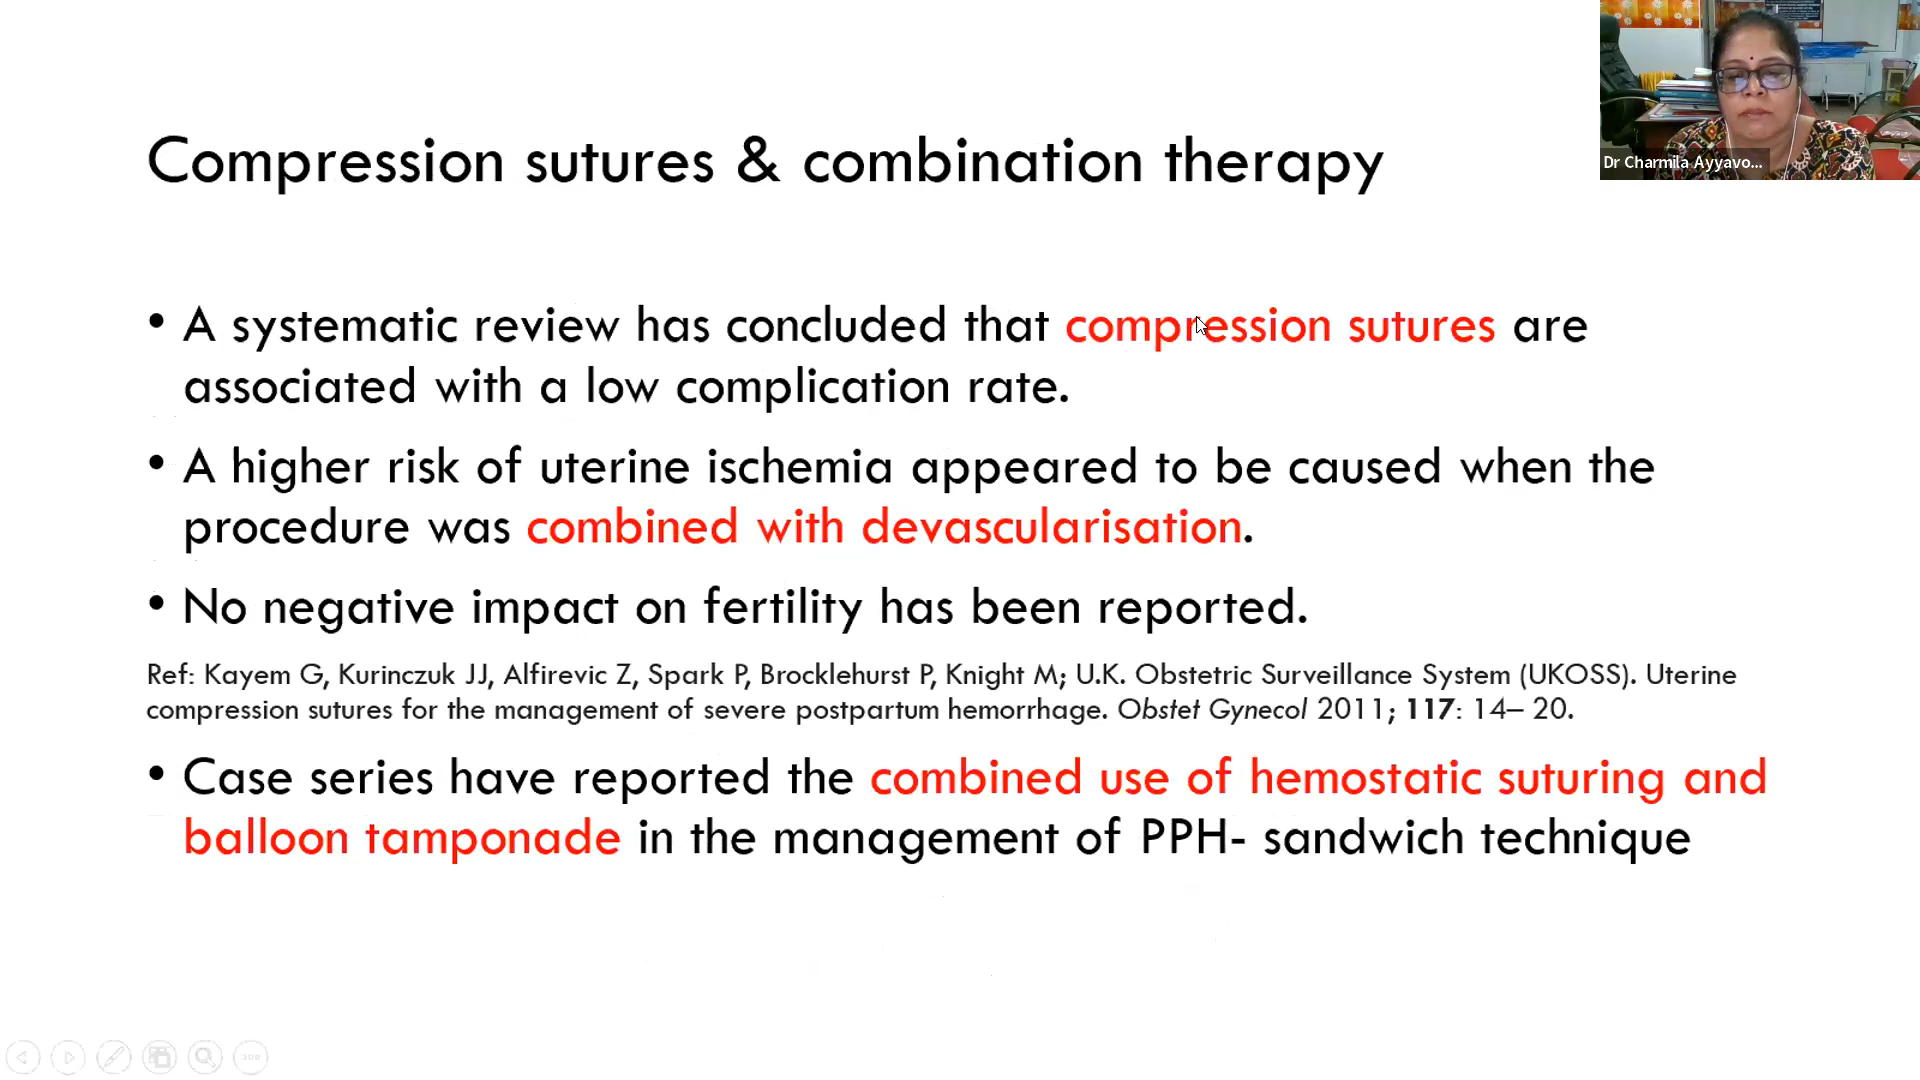 Compression sutures & combination therapy
Dr Charmila Ayyavo...
• A systematic review has concluded that compression sutures are
associated with a low complication rate.
• A higher risk of uterine ischemia appeared to be caused when the
procedure was combined with devascularisation.
• No negative impact on fertility has been reported.
Ref: Kayem G, Kurinczuk JJ, Alfirevic Z, Spark P, Brocklehurst P, Knight M; U.K. Obstetric Surveillance System (UKOSS). Uterine
compression sutures for the management of severe postpartum hemorrhage. Obstet Gynecol 2011; 117: 14– 20.
• Case series have reported the combined use of hemostatic suturing and
balloon tamponade in the management of PPH- sandwich technique